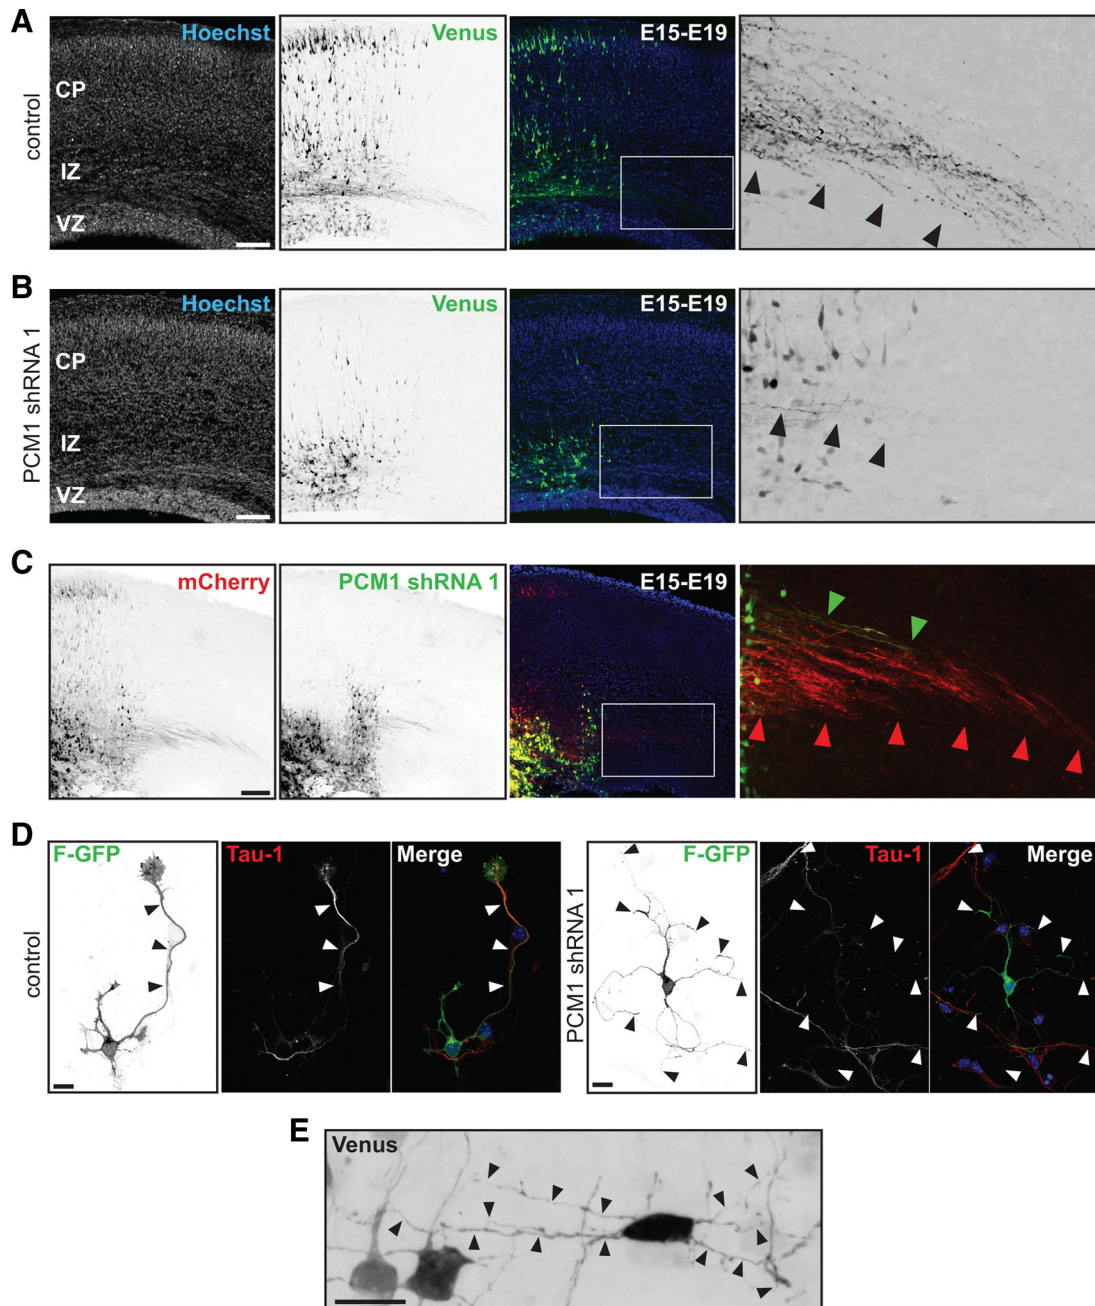 A
control
Hoechst
CP
IZ
VZ
Venus
E15-E19
B
PCM1 shRNA 1
Hoechst
CP
IZ
VZ
Venus
E15-E19
C
mCherry
PCM1 shRNA 1
E15-E19
D
control
F-GFP
Tau-1
Merge
PCM1 shRNA 1
F-GFP
Tau-1
Merge
E
Venus